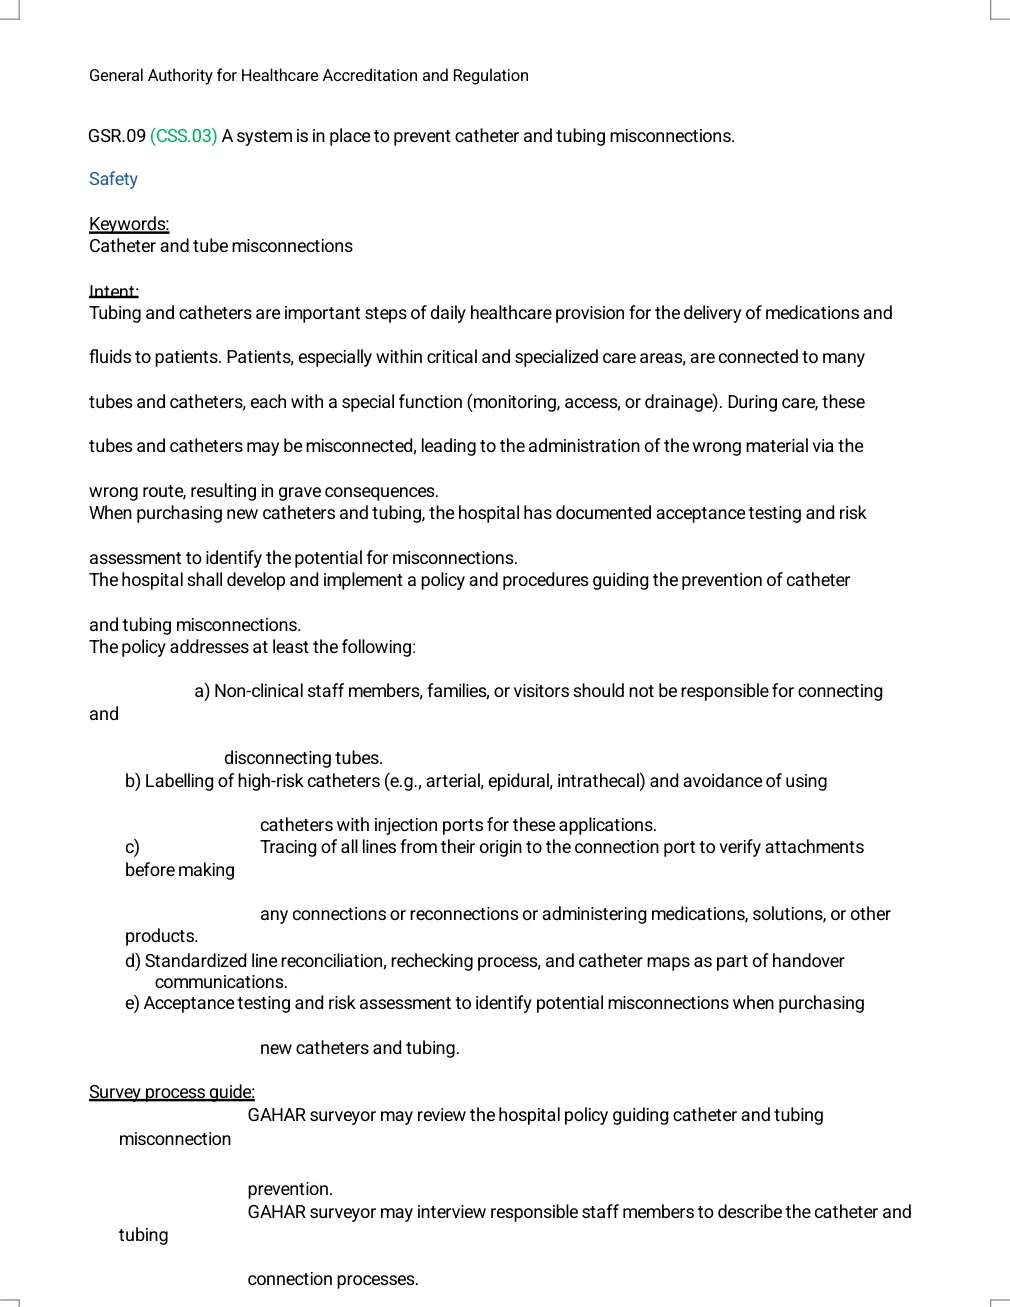 General Authority for Healthcare Accreditation and Regulation
GSR.09 (CSS.03) A system is in place to prevent catheter and tubing misconnections.
Safety
Keywords:
Catheter and tube misconnections
Intent:
Tubing and catheters are important steps of daily healthcare provision for the delivery of medications and
fluids to patients. Patients, especially within critical and specialized care areas, are connected to many
tubes and catheters, each with a special function (monitoring, access, or drainage). During care, these
tubes and catheters may be misconnected, leading to the administration of the wrong material via the
wrong route, resulting in grave consequences.
When purchasing new catheters and tubing, the hospital has documented acceptance testing and risk
assessment to identify the potential for misconnections.
The hospital shall develop and implement a policy and procedures guiding the prevention of catheter
and tubing misconnections.
The policy addresses at least the following:
a) Non-clinical staff members, families, or visitors should not be responsible for connecting
and
disconnecting tubes.
b) Labelling of high-risk catheters (e.g., arterial, epidural, intrathecal) and avoidance of using
catheters with injection ports for these applications.
c) Tracing of all lines from their origin to the connection port to verify attachments
before making
any connections or reconnections or administering medications, solutions, or other
products.
d) Standardized line reconciliation, rechecking process, and catheter maps as part of handover
communications.
e) Acceptance testing and risk assessment to identify potential misconnections when purchasing
new catheters and tubing.
Survey process guide:
GAHAR surveyor may review the hospital policy guiding catheter and tubing
misconnection
prevention.
GAHAR surveyor may interview responsible staff members to describe the catheter and
tubing
connection processes.